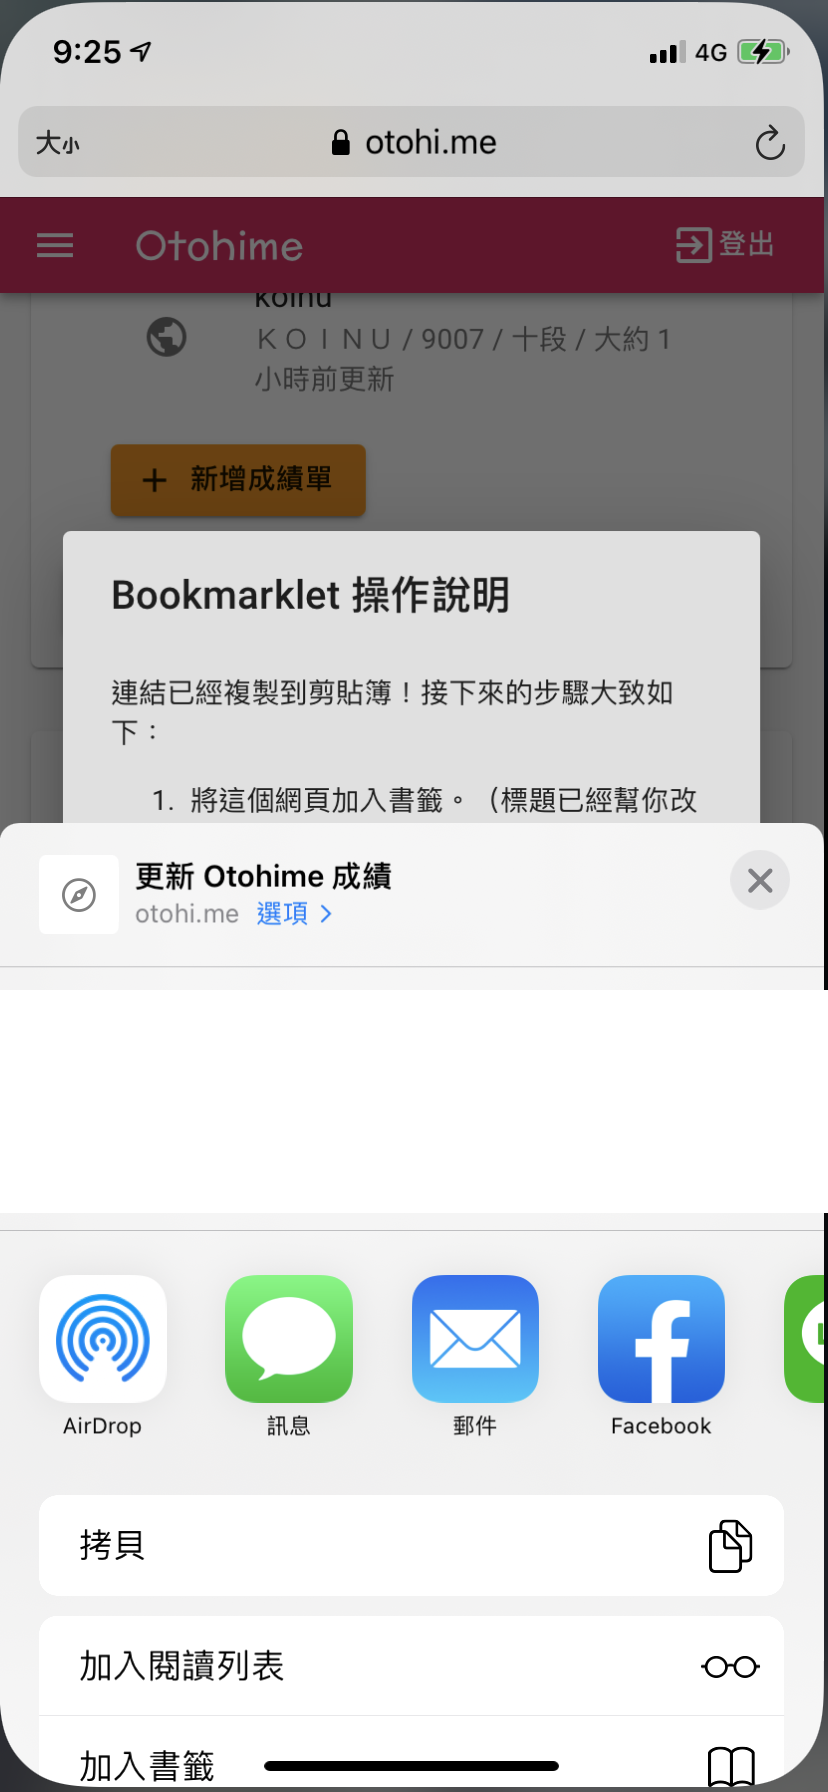 9:25
4G
大小
otohi.me
Otohime
登出
koinu
ＫＯＩＮＵ / 9007 / 十段 / 大約 1
小時前更新
新增成績單
Bookmarklet 操作說明
連結已經複製到剪貼簿！接下來的步驟大致如
下：
1. 將這個網頁加入書籤。（標題已經幫你改
更新 Otohime 成績
otohi.me 選項
AirDrop
訊息
郵件
Facebook
拷貝
加入閱讀列表
加入書籤